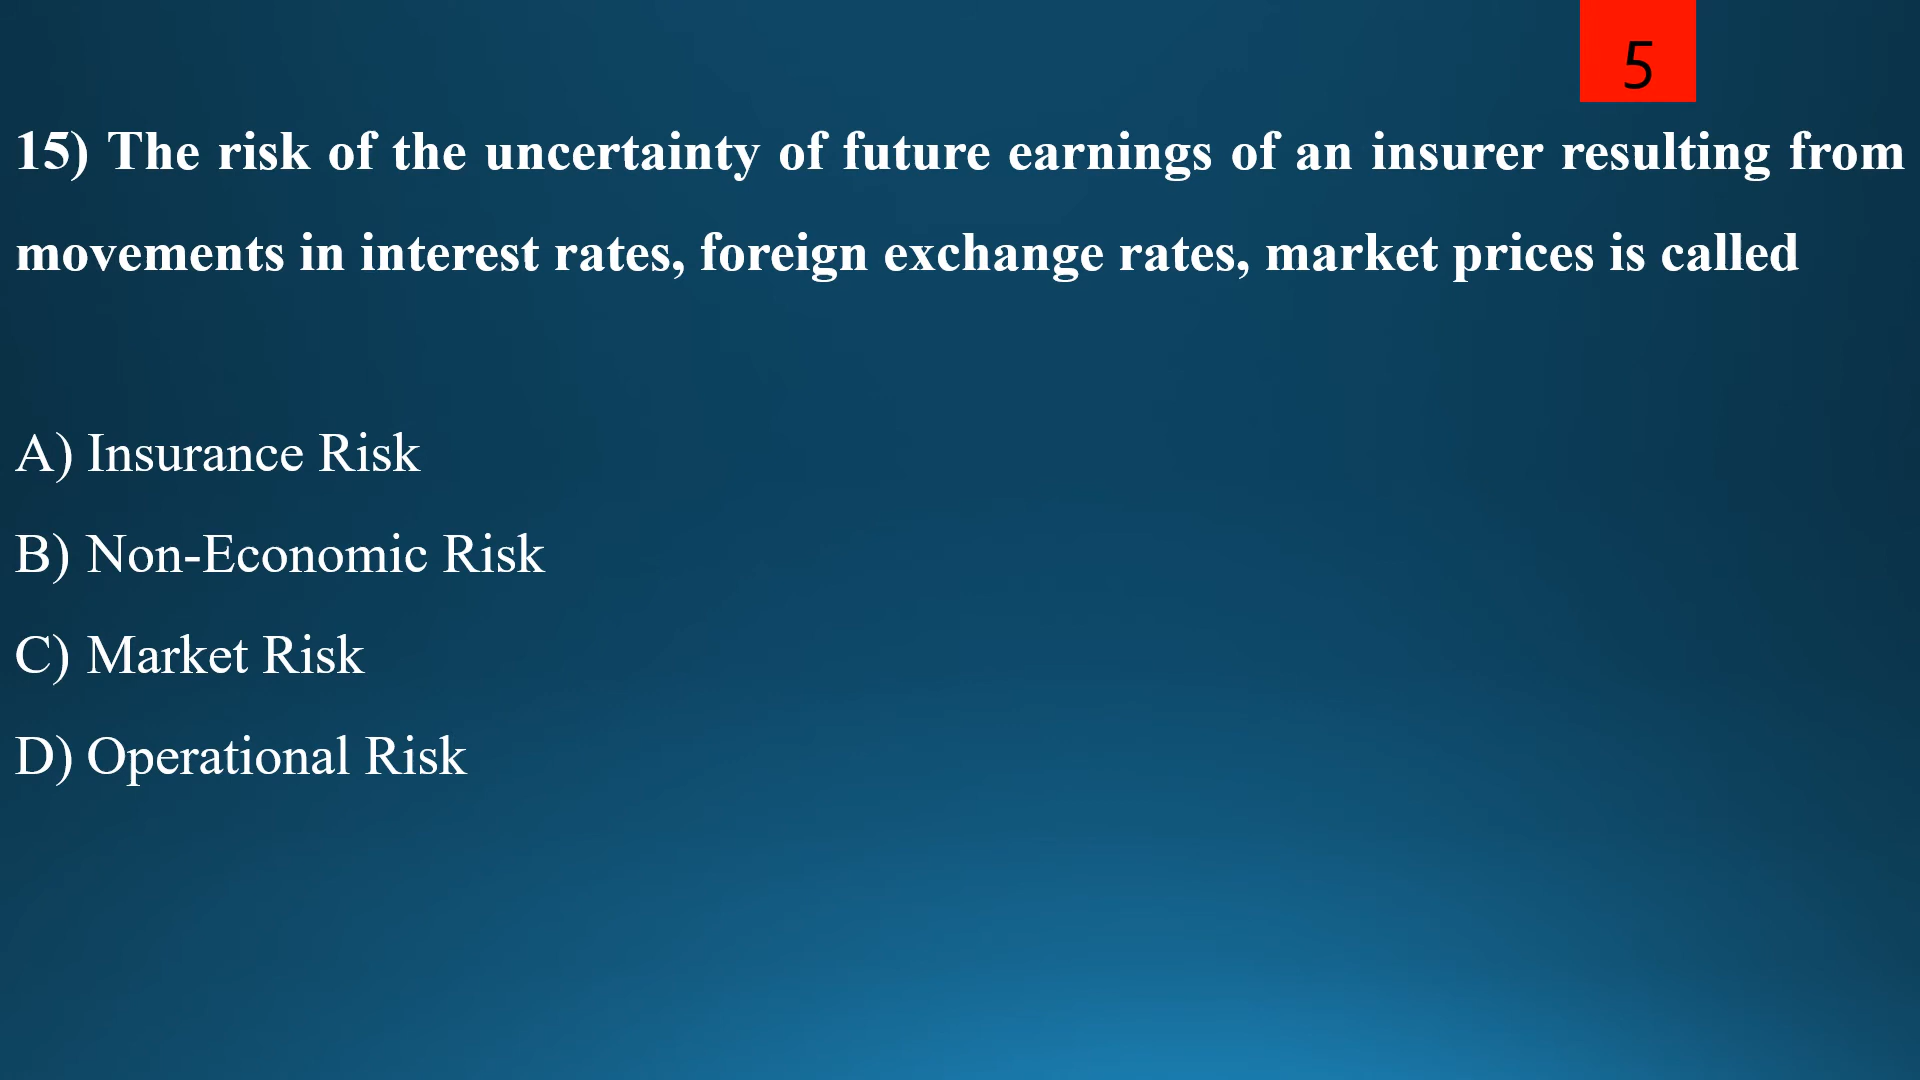 5
15) The risk of the uncertainty of future earnings of an insurer resulting from
movements in interest rates, foreign exchange rates, market prices is called
A) Insurance Risk
B) Non-Economic Risk
C) Market Risk
D) Operational Risk